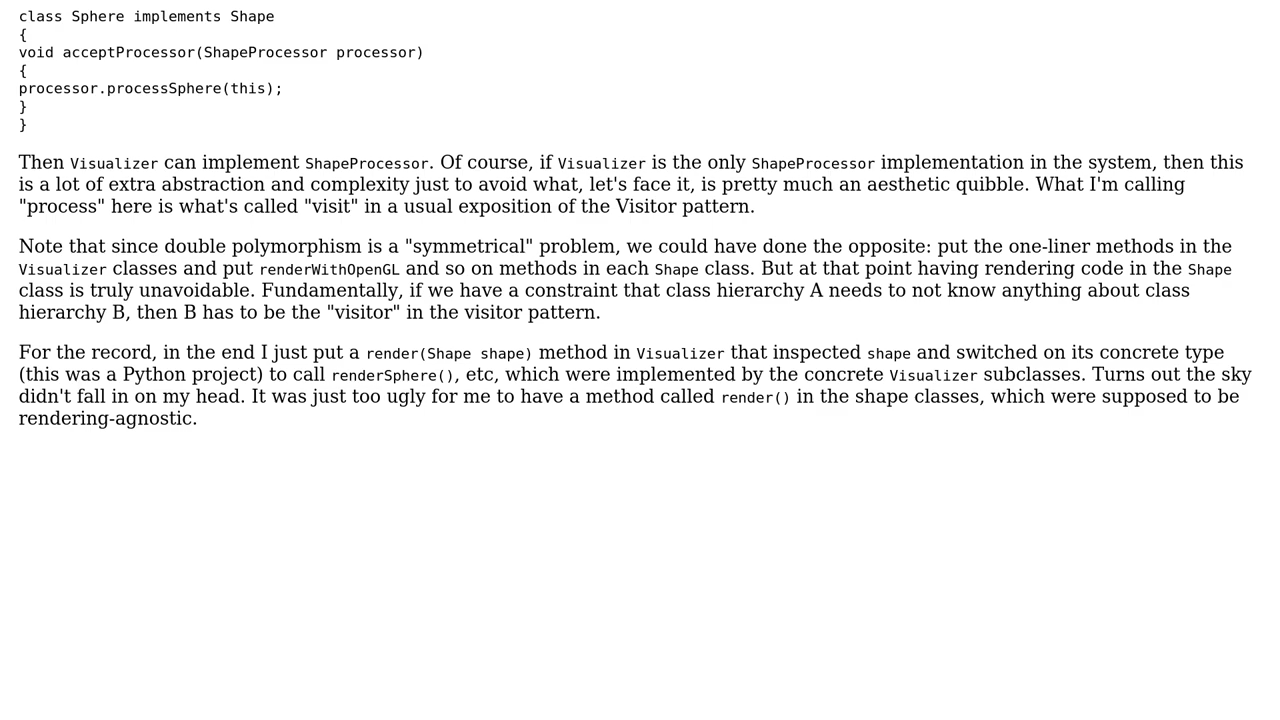 class Sphere implements Shape
{
void acceptProcessor(ShapeProcessor processor)
{
processor.processSphere(this);
}
}
Then Visualizer can implement ShapeProcessor. Of course, if Visualizer is the only ShapeProcessor implementation in the system, then this
is a lot of extra abstraction and complexity just to avoid what, let's face it, is pretty much an aesthetic quibble. What I'm calling
"process" here is what's called "visit" in a usual exposition of the Visitor pattern.
Note that since double polymorphism is a "symmetrical" problem, we could have done the opposite: put the one-liner methods in the
Visualizer classes and put renderWithOpenGL and so on methods in each Shape class. But at that point having rendering code in the Shape
class is truly unavoidable. Fundamentally, if we have a constraint that class hierarchy A needs to not know anything about class
hierarchy B, then B has to be the "visitor" in the visitor pattern.
For the record, in the end I just put a render(Shape shape) method in Visualizer that inspected shape and switched on its concrete type
(this was a Python project) to call renderSphere(), etc, which were implemented by the concrete Visualizer subclasses. Turns out the sky
didn't fall in on my head. It was just too ugly for me to have a method called render() in the shape classes, which were supposed to be
rendering-agnostic.